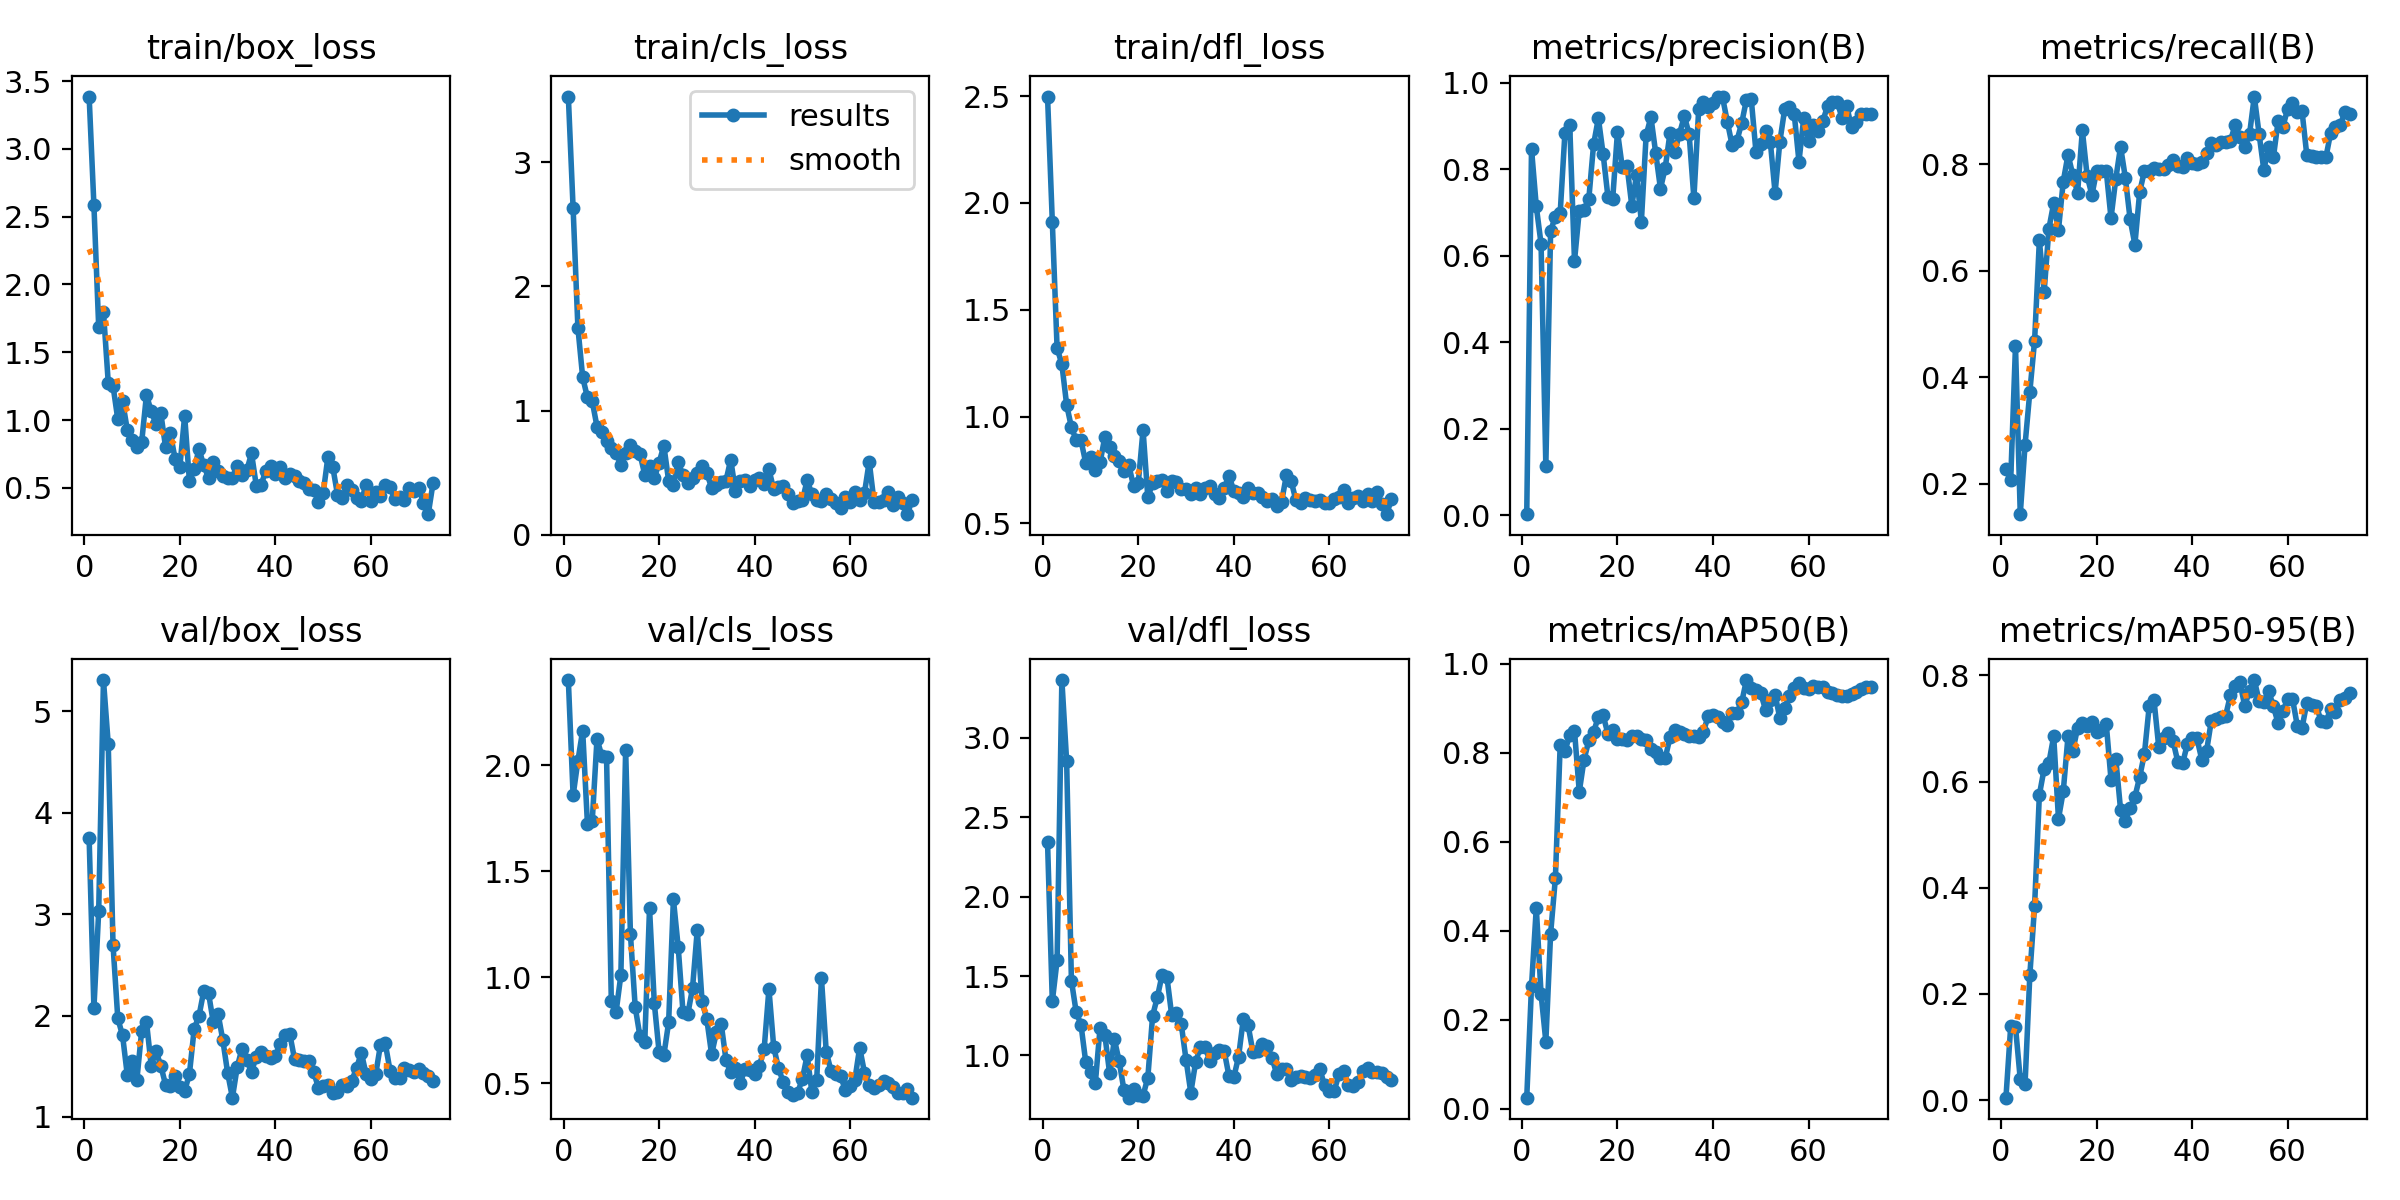 train/box_loss
3.5
3.0
2.5
2.0
1.5
1.0
0.5
0 20 40 60
train/cls_loss
results
smooth
3
2
1
0
0 20 40 60
train/dfl_loss
2.5
2.0
1.5
1.0
0.5
0 20 40 60
metrics/precision(B)
1.0
0.8
0.6
0.4
0.2
0.0
0 20 40 60
metrics/recall(B)
0.8
0.6
0.4
0.2
0 20 40 60
val/box_loss
5
4
3
2
1
0 20 40 60
val/cls_loss
2.0
1.5
1.0
0.5
0 20 40 60
val/dfl_loss
3.0
2.5
2.0
1.5
1.0
0 20 40 60
metrics/mAP50(B)
1.0
0.8
0.6
0.4
0.2
0.0
0 20 40 60
metrics/mAP50-95(B)
0.8
0.6
0.4
0.2
0.0
0 20 40 60